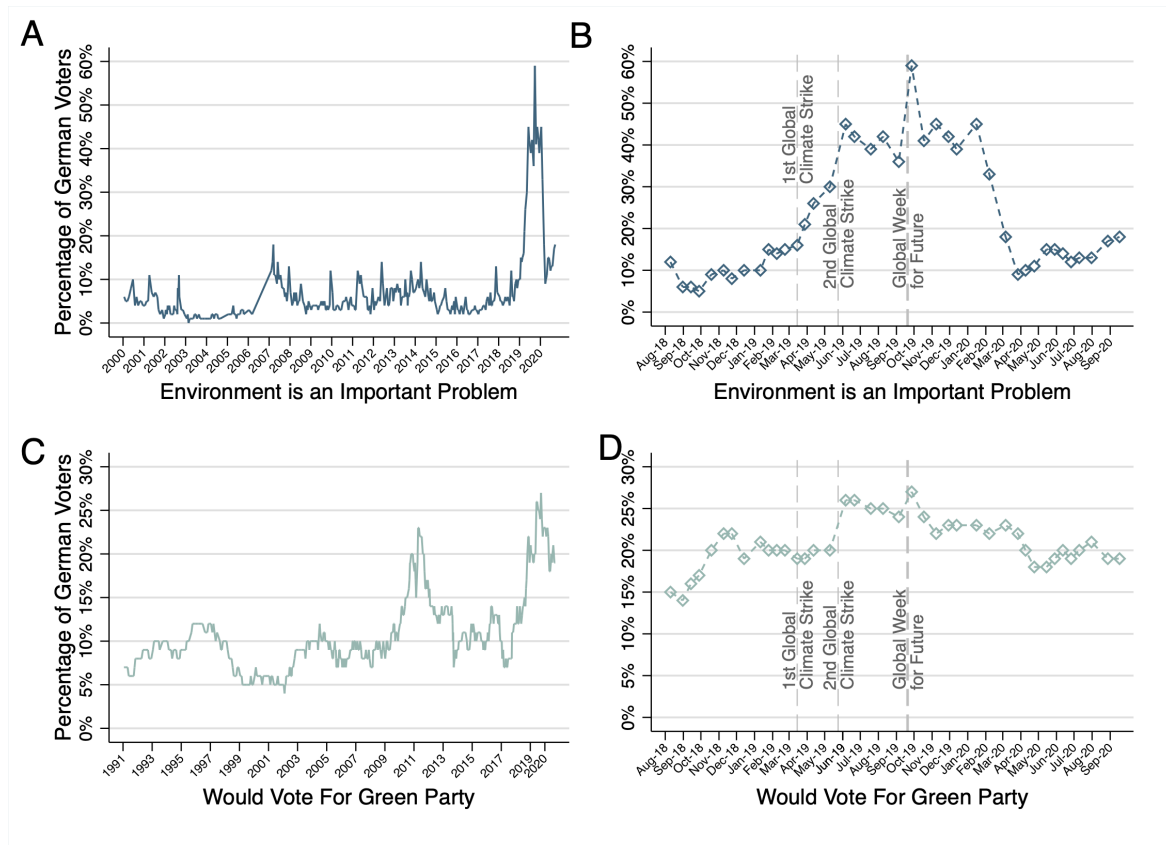 A
Percentage of German Voters
60%
50%
40%
30%
20%
10%
0%
2000
2001
2002
2003
2004
2005
2006
2007
2008
2009
2010
2011
2012
2013
2014
2015
2016
2017
2018
2019
2020
Environment is an Important Problem
B
60%
50%
40%
30%
20%
10%
0%
1st Global
Climate Strike
2nd Global
Climate Strike
Global Week
for Future
Aug-18
Sep-18
Oct-18
Nov-18
Dec-18
Jan-19
Feb-19
Mar-19
Apr-19
May-19
Jun-19
Jul-19
Aug-19
Sep-19
Oct-19
Nov-19
Dec-19
Jan-20
Feb-20
Mar-20
Apr-20
May-20
Jun-20
Jul-20
Aug-20
Sep-20
Environment is an Important Problem
C
Percentage of German Voters
30%
25%
20%
15%
10%
5%
0%
1991
1993
1995
1997
1999
2001
2003
2005
2007
2009
2011
2013
2015
2017
2019
2020
Would Vote For Green Party
D
30%
25%
20%
15%
10%
5%
0%
1st Global
Climate Strike
2nd Global
Climate Strike
Global Week
for Future
Aug-18
Sep-18
Oct-18
Nov-18
Dec-18
Jan-19
Feb-19
Mar-19
Apr-19
May-19
Jun-19
Jul-19
Aug-19
Sep-19
Oct-19
Nov-19
Dec-19
Jan-20
Feb-20
Mar-20
Apr-20
May-20
Jun-20
Jul-20
Aug-20
Sep-20
Would Vote For Green Party